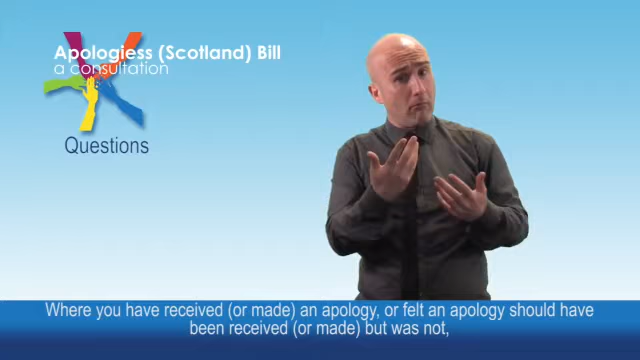 Apologiess (Scotland) Bill
a consultation
Questions
Where you have received (or made) an apology, or felt an apology should have
been received (or made) but was not,